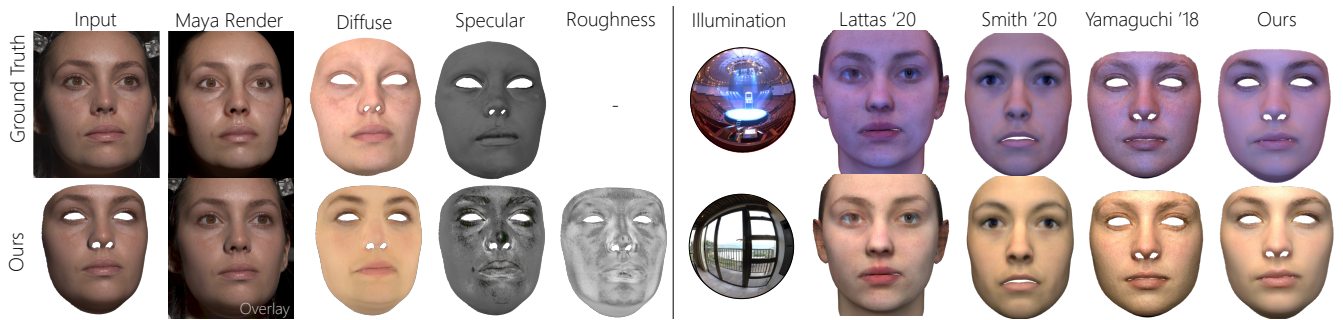 Input Maya Render Diffuse Specular Roughness Illumination Lattas '20 Smith '20 Yamaguchi '18 Ours
Ground Truth
-
Ours
Overlay